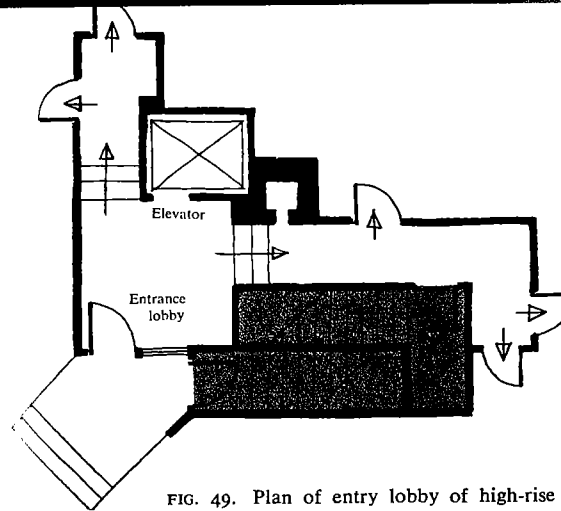 Elevator
Entrance
lobby
FIG. 49. Plan of entry lobby of high-rise